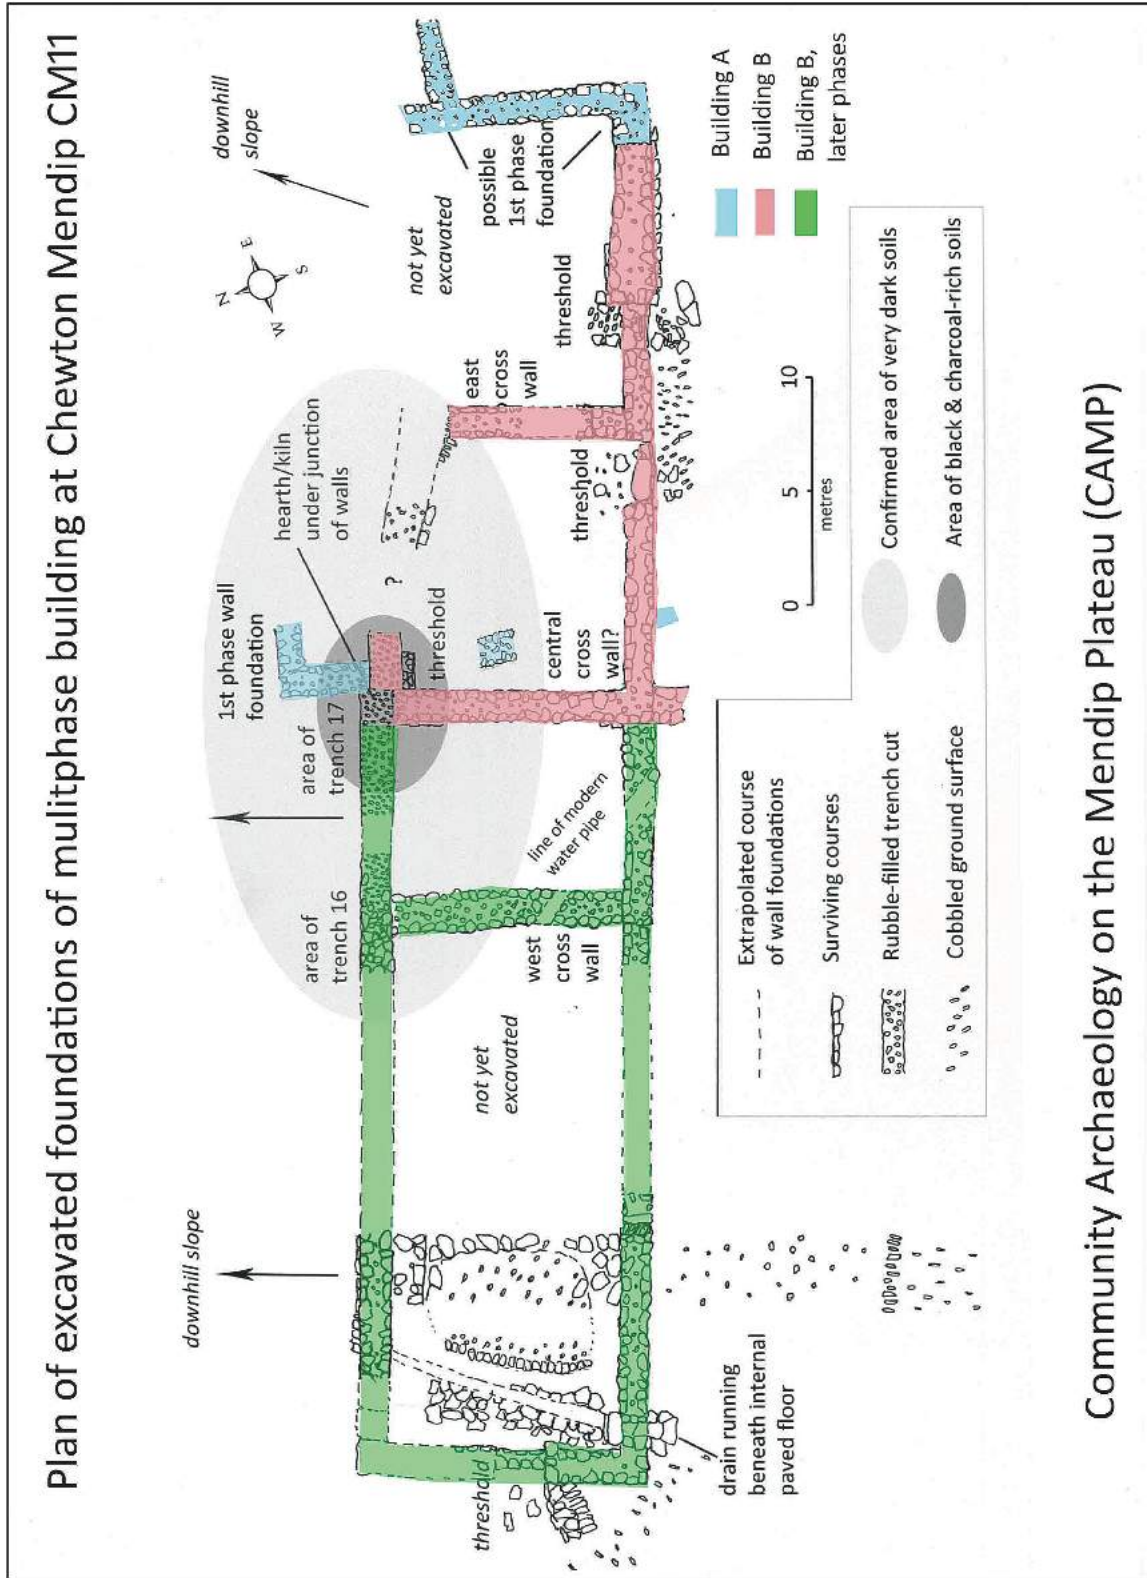 Plan of excavated foundations of mulitphase building at Chewton Mendip CM11
downhill slope
downhill
slope
N
E
S
W
area of
trench 16
area of
trench 17
1st phase wall
foundation
hearth/kiln
under junction
of walls
not yet
excavated
possible
1st phase
foundation
?
threshold
threshold
not yet
excavated
west
cross
wall
line of modern
water pipe
central
cross
wall?
threshold
east
cross
wall
threshold
drain running
beneath internal
paved floor
0
5
10
metres
Building A
Building B
Building B,
later phases
Extrapolated course
of wall foundations
Surviving courses
Rubble-filled trench cut
Cobbled ground surface
Confirmed area of very dark soils
Area of black & charcoal-rich soils
Community Archaeology on the Mendip Plateau (CAMP)